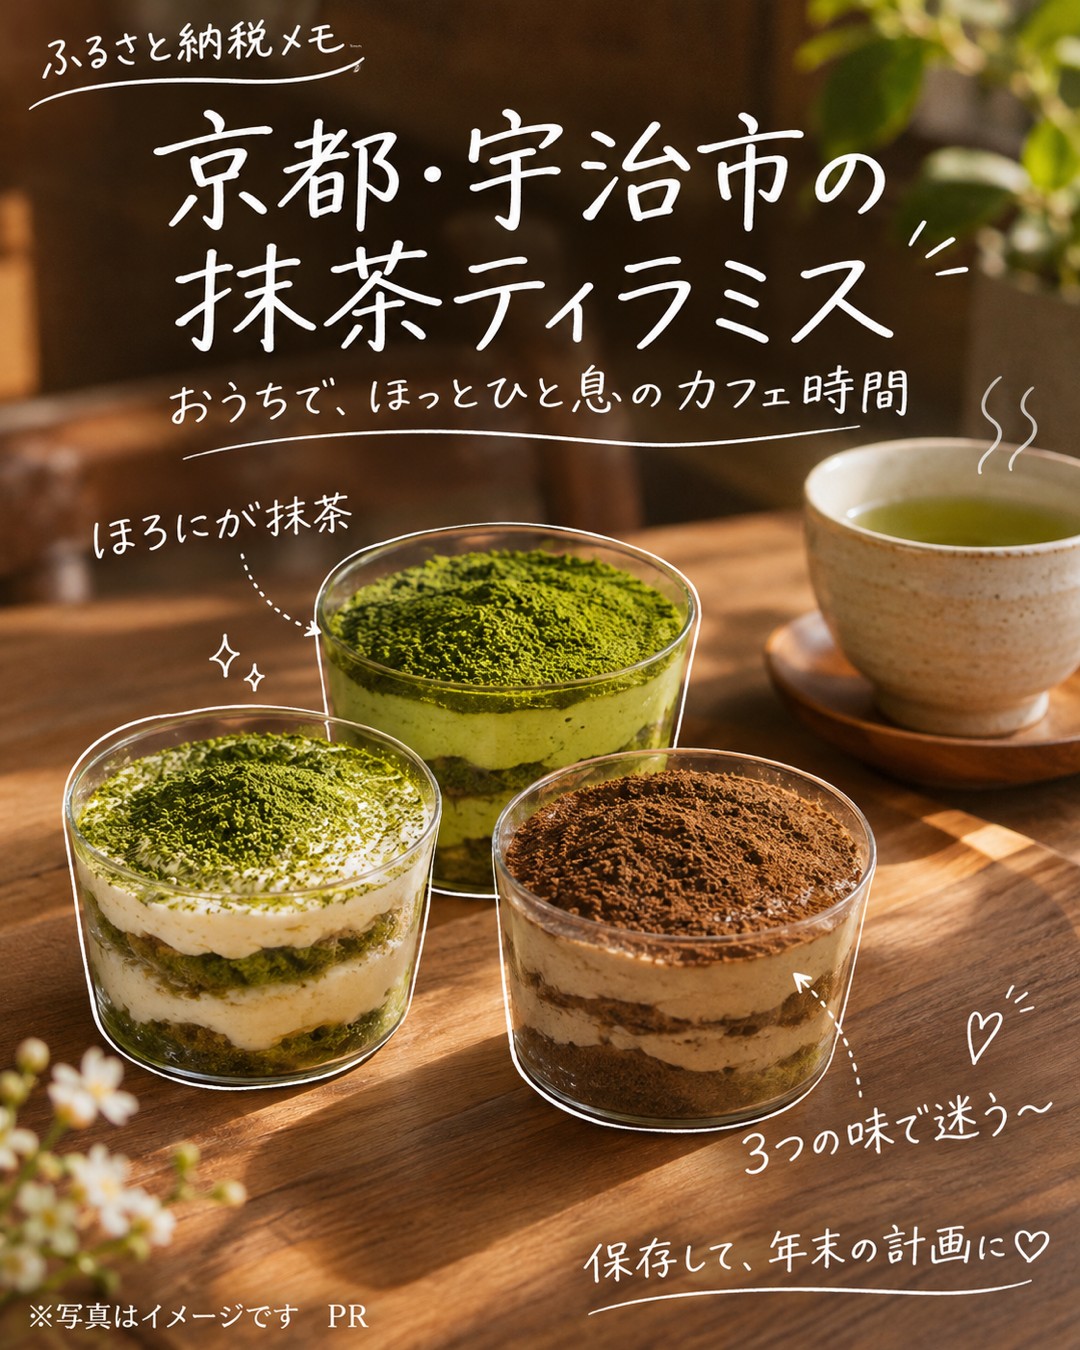 ふるさと納税メモ
京都・宇治市の
抹茶ティラミス
おうちで、ほっとひと息のカフェ時間
ほろにが抹茶
3つの味で迷う〜
保存して、年末の計画に♡
※写真はイメージです PR